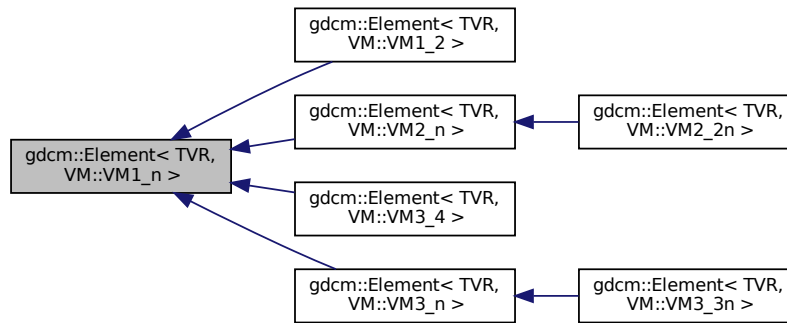 gdcm::Element< TVR,
VM::VM1_2 >
gdcm::Element< TVR,
VM::VM2_n >
gdcm::Element< TVR,
VM::VM2_2n >
gdcm::Element< TVR,
VM::VM1_n >
gdcm::Element< TVR,
VM::VM3_4 >
gdcm::Element< TVR,
VM::VM3_n >
gdcm::Element< TVR,
VM::VM3_3n >